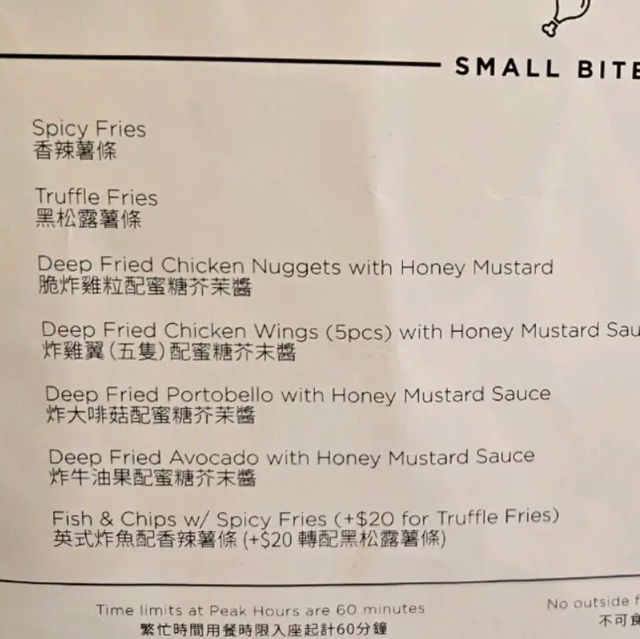 SMALL BITE
Spicy Fries
香辣薯條
Truffle Fries
黑松露薯條
Deep Fried Chicken Nuggets with Honey Mustard
脆炸雞粒配蜜糖芥茉醬
Deep Fried Chicken Wings (5pcs) with Honey Mustard Sau
炸雞翼(五隻)配蜜糖芥末醬
Deep Fried Portobello with Honey Mustard Sauce
炸大啡菇配蜜糖芥茉醬
Deep Fried Avocado with Honey Mustard Sauce
炸牛油果配蜜糖芥末醬
Fish & Chips w/ Spicy Fries (+$20 for Truffle Fries)
英式炸魚配香辣薯條 (+$20 轉配黑松露薯條)
Time limits at Peak Hours are 60 minutes
繁忙時間用餐時限入座起計60分鐘
No outside f
不可食